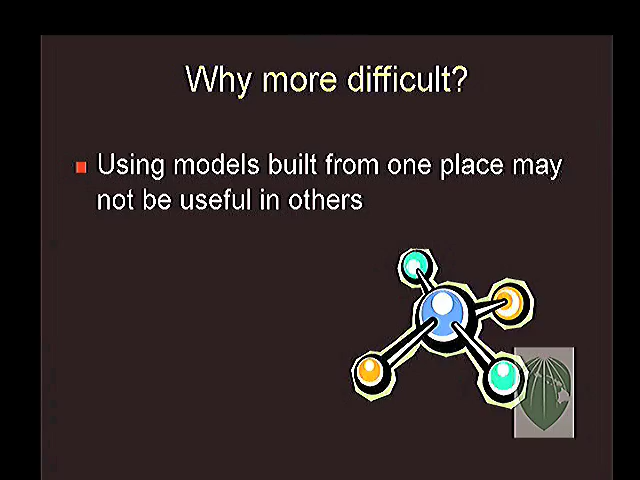 Why more difficult?
Using models built from one place may
not be useful in others